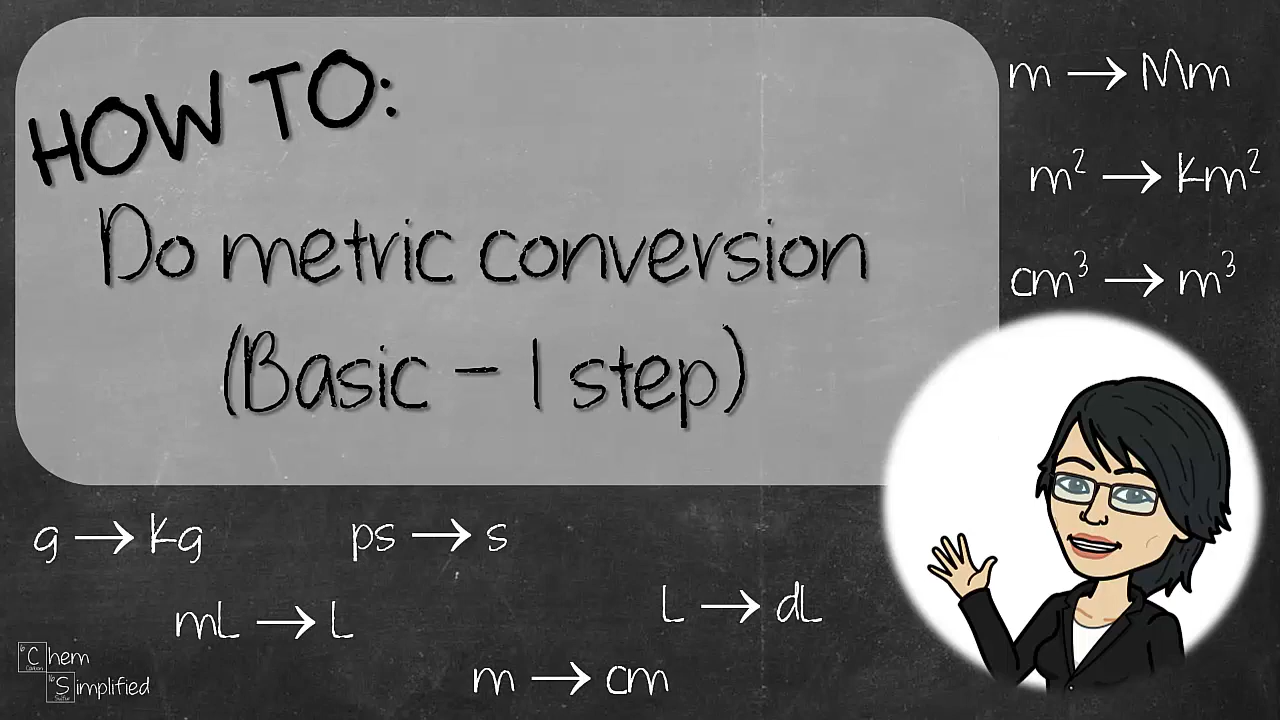 HOW TO:
Do metric conversion
(Basic - 1 step)
m → Mm
m² → Km²
cm³ → m³
g → Kg
ps → s
mL → L
L → dL
m → cm
Chem
Simplified